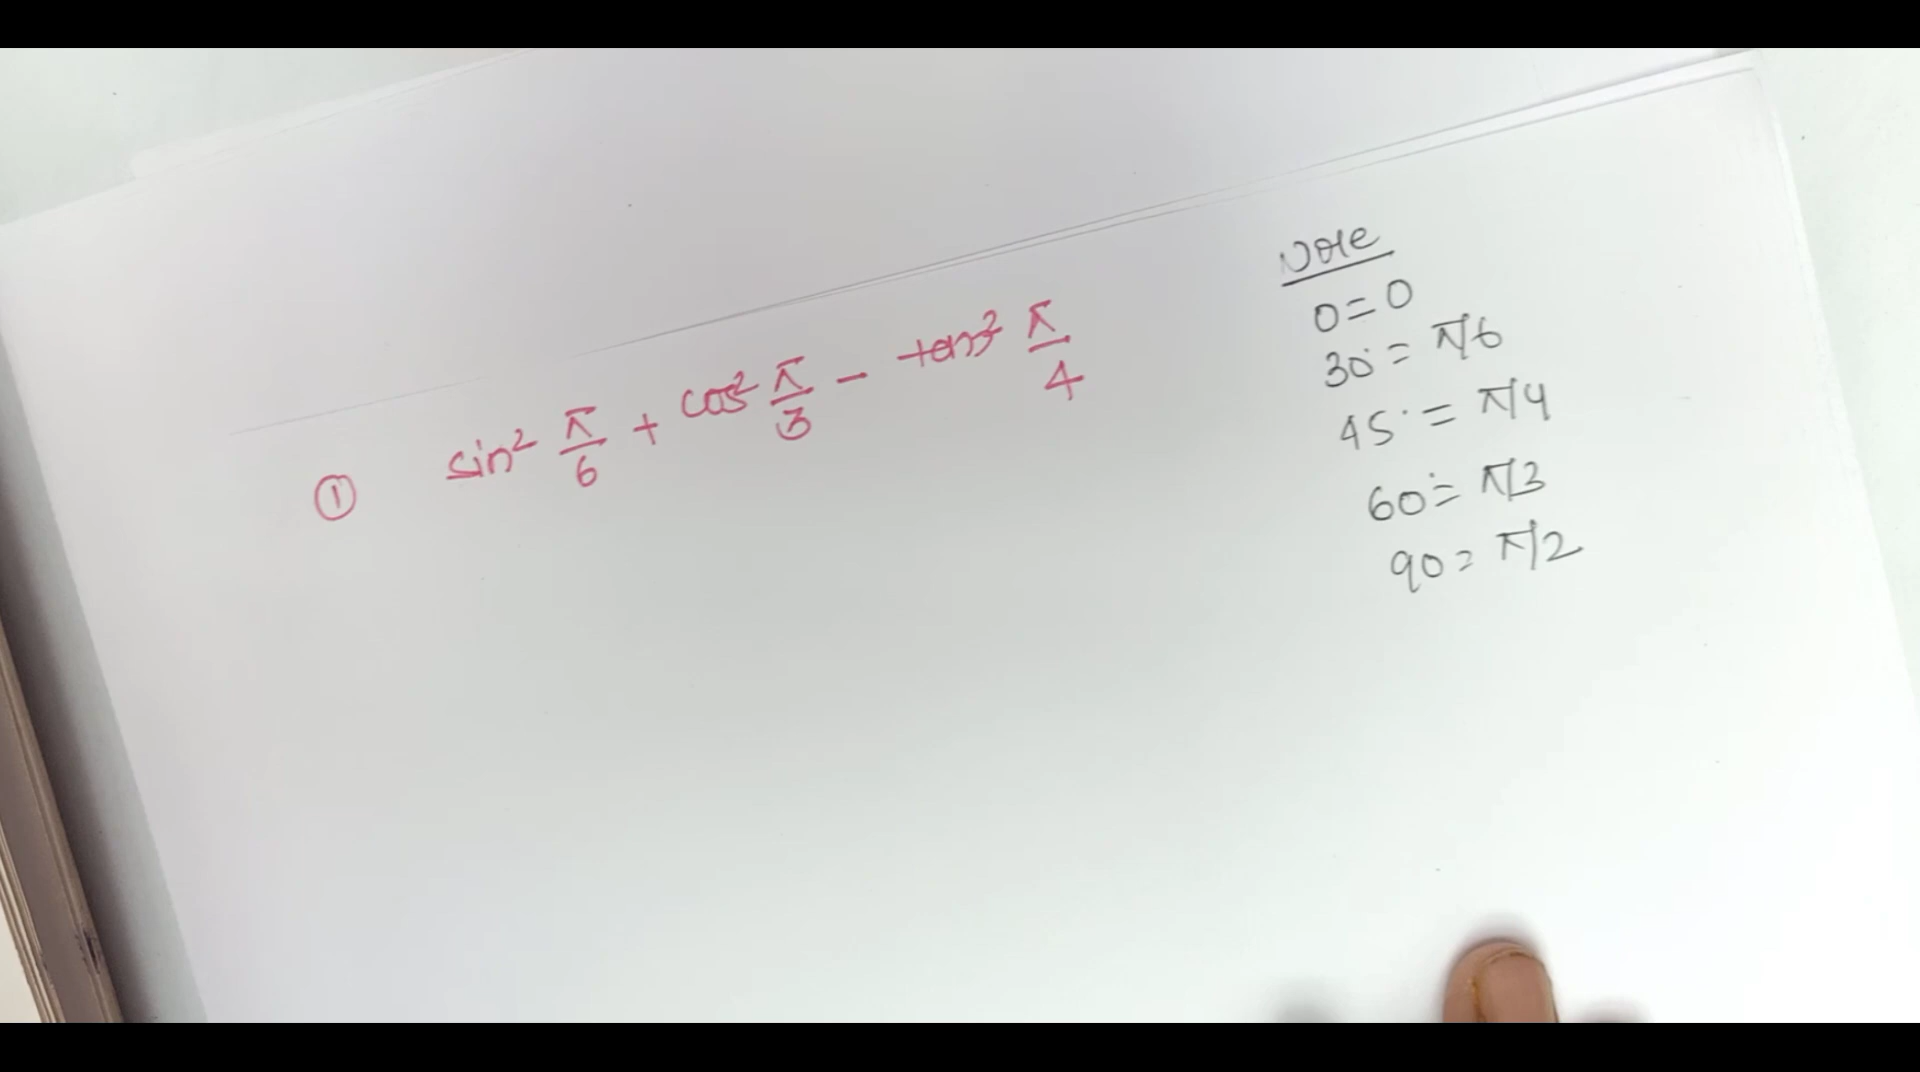 ① sin² π/6 + cos² π/3 - tan² π/4
Note
0 = 0
30° = π/6
45° = π/4
60° = π/3
90 = π/2